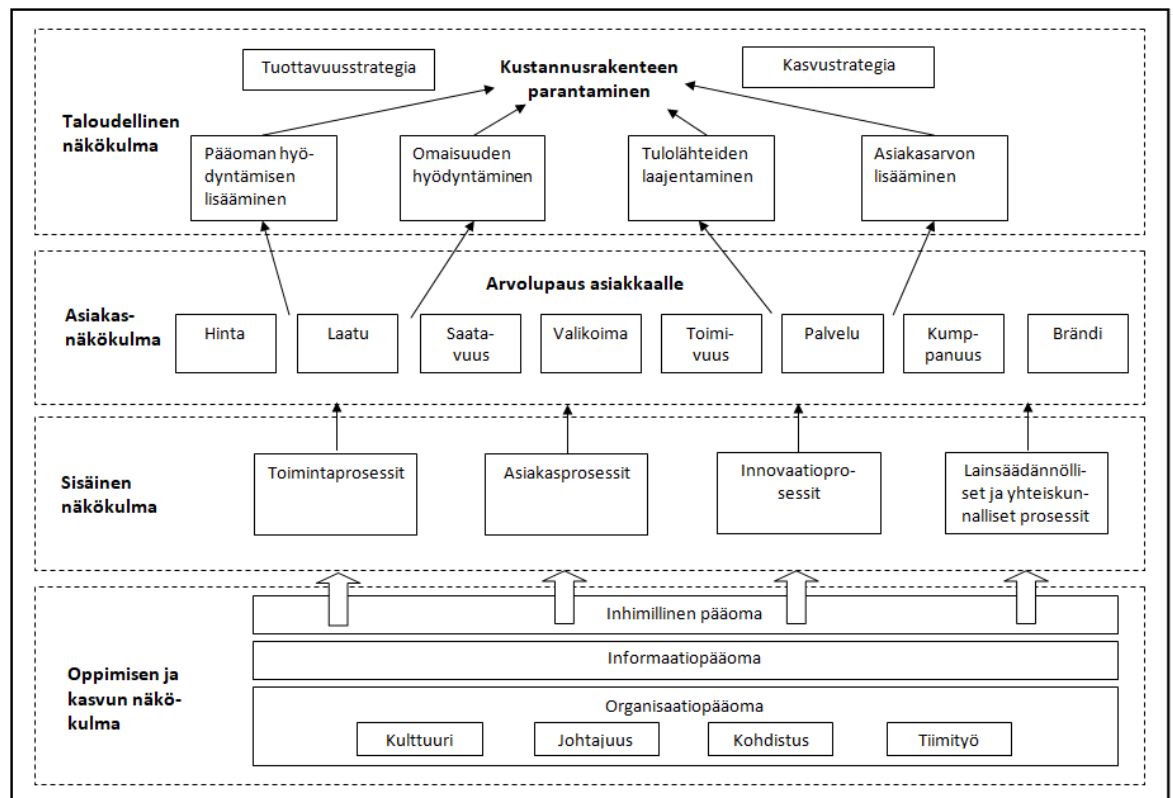 Tuottavuusstrategia
Kustannusrakenteen
parantaminen
Kasvustrategia
Taloudellinen
näkökulma
Pääoman hyö-
dyntämisen
lisääminen
Omaisuuden
hyödyntäminen
Tulolähteiden
laajentaminen
Asiakasarvon
lisääminen
Arvolupaus asiakkaalle
Asiakas-
näkökulma
Hinta
Laatu
Saata-
vuus
Valikoima
Toimi-
vuus
Palvelu
Kump-
panuus
Brändi
Sisäinen
näkökulma
Toimintaprosessit
Asiakasprosessit
Innovaatiopro-
sessit
Lainsäädännölli-
set ja yhteiskun-
nalliset prosessit
Oppimisen ja
kasvun näkö-
kulma
Inhimillinen pääoma
Informaatiopääoma
Organisaatiopääoma
Kulttuuri
Johtajuus
Kohdistus
Tiimityö